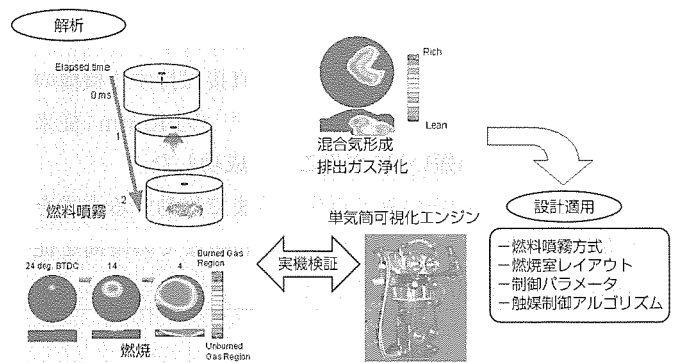 解析
Elapsed time
0 ms
1
2
燃料噴霧
Rich
Lean
混合気形成
排出ガス浄化
単気筒可視化エンジン
設計適用
－燃料噴霧方式
－燃焼室レイアウト
－制御パラメータ
－触媒制御アルゴリズム
実機検証
24 deg. BTDC
14
4
Burned Gas
Region
Unburned
Gas Region
燃焼